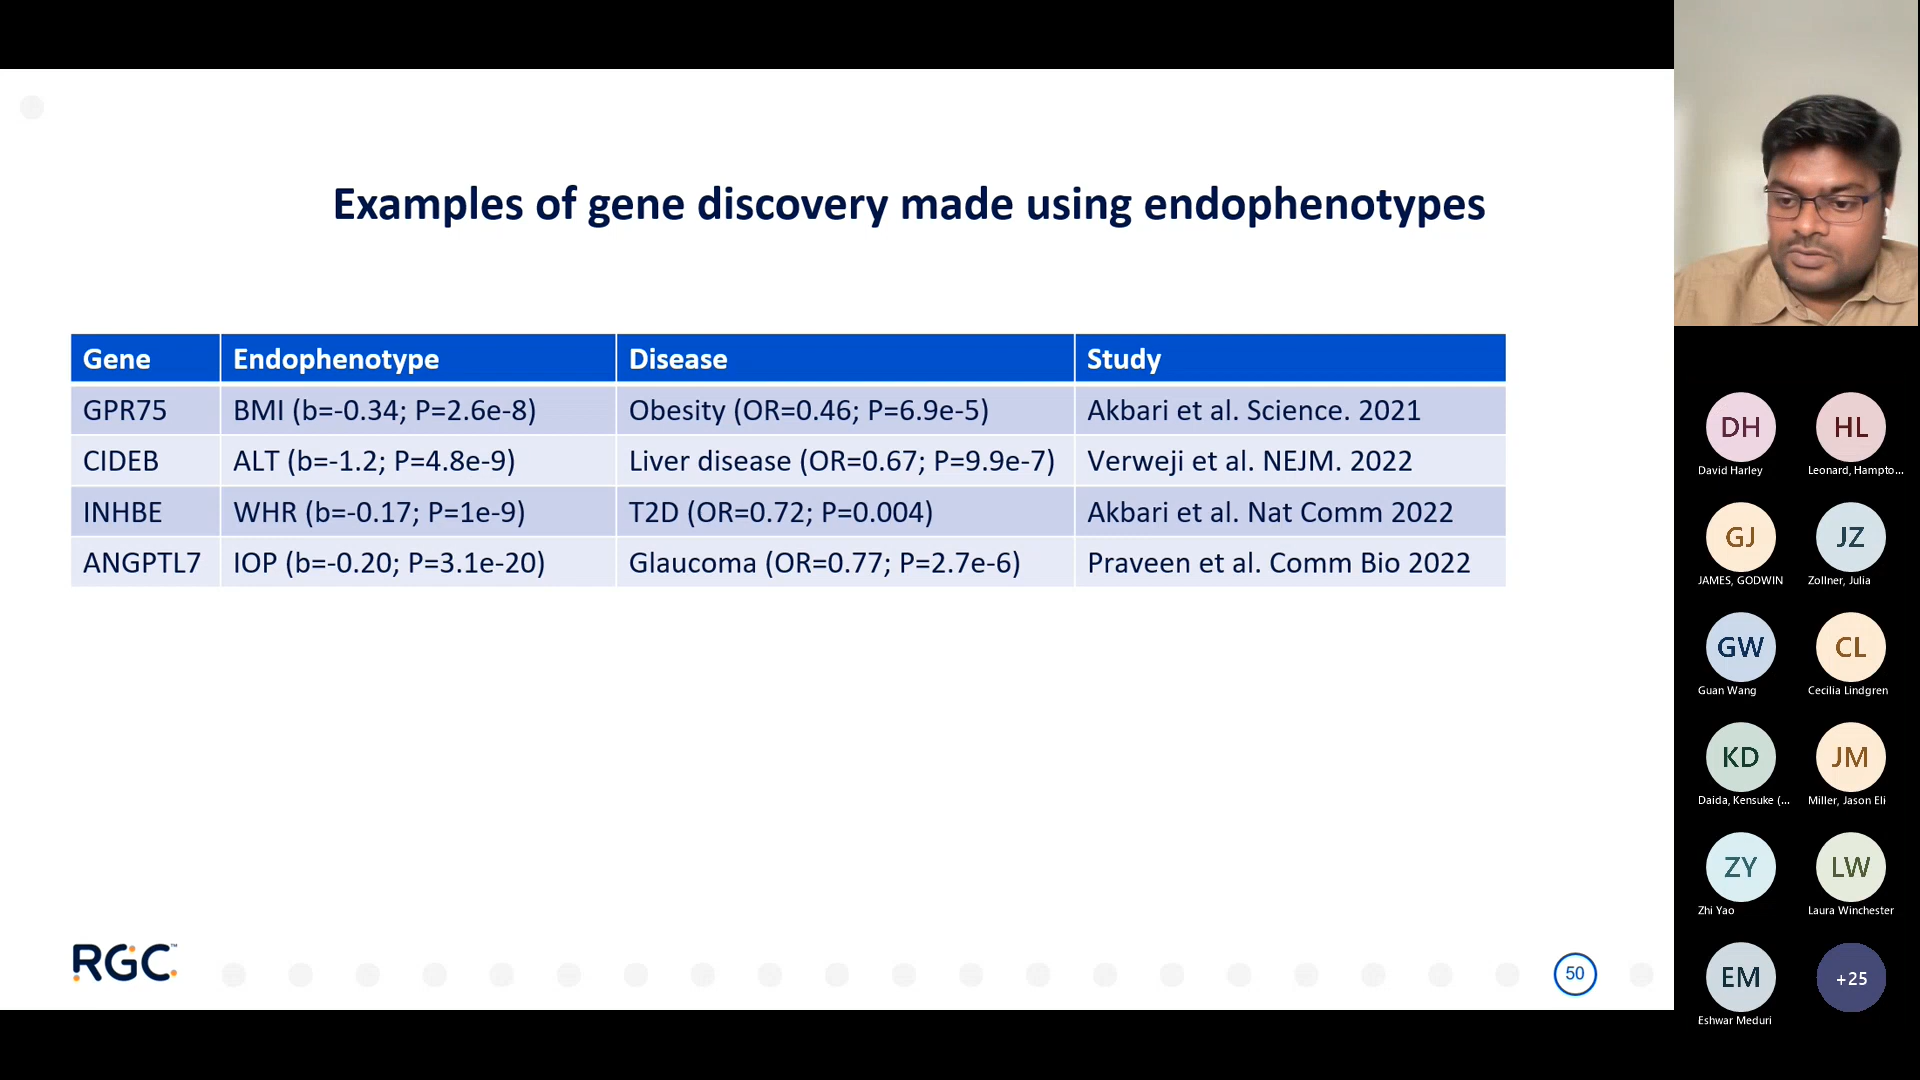 Examples of gene discovery made using endophenotypes
Gene Endophenotype Disease Study
GPR75 BMI (b=-0.34; P=2.6e-8) Obesity (OR=0.46; P=6.9e-5) Akbari et al. Science. 2021
CIDEB ALT (b=-1.2; P=4.8e-9) Liver disease (OR=0.67; P=9.9e-7) Verweji et al. NEJM. 2022
INHBE WHR (b=-0.17; P=1e-9) T2D (OR=0.72; P=0.004) Akbari et al. Nat Comm 2022
ANGPTL7 IOP (b=-0.20; P=3.1e-20) Glaucoma (OR=0.77; P=2.7e-6) Praveen et al. Comm Bio 2022
RGC™
50
DH HL
David Harley Leonard, Hampto...
GJ JZ
JAMES, GODWIN Zollner, Julia
GW CL
Guan Wang Cecilia Lindgren
KD JM
Daida, Kensuke (... Miller, Jason Eli
ZY LW
Zhi Yao Laura Winchester
EM +25
Eshwar Meduri